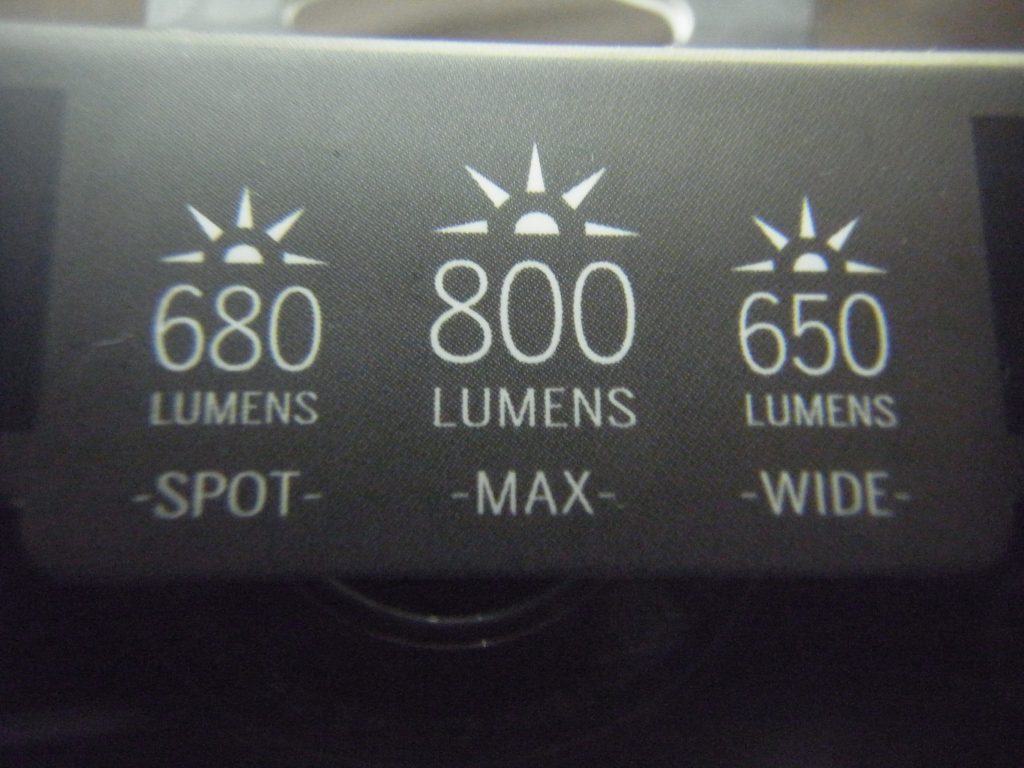 680 800 650
LUMENS LUMENS LUMENS
-SPOT- -MAX- -WIDE-